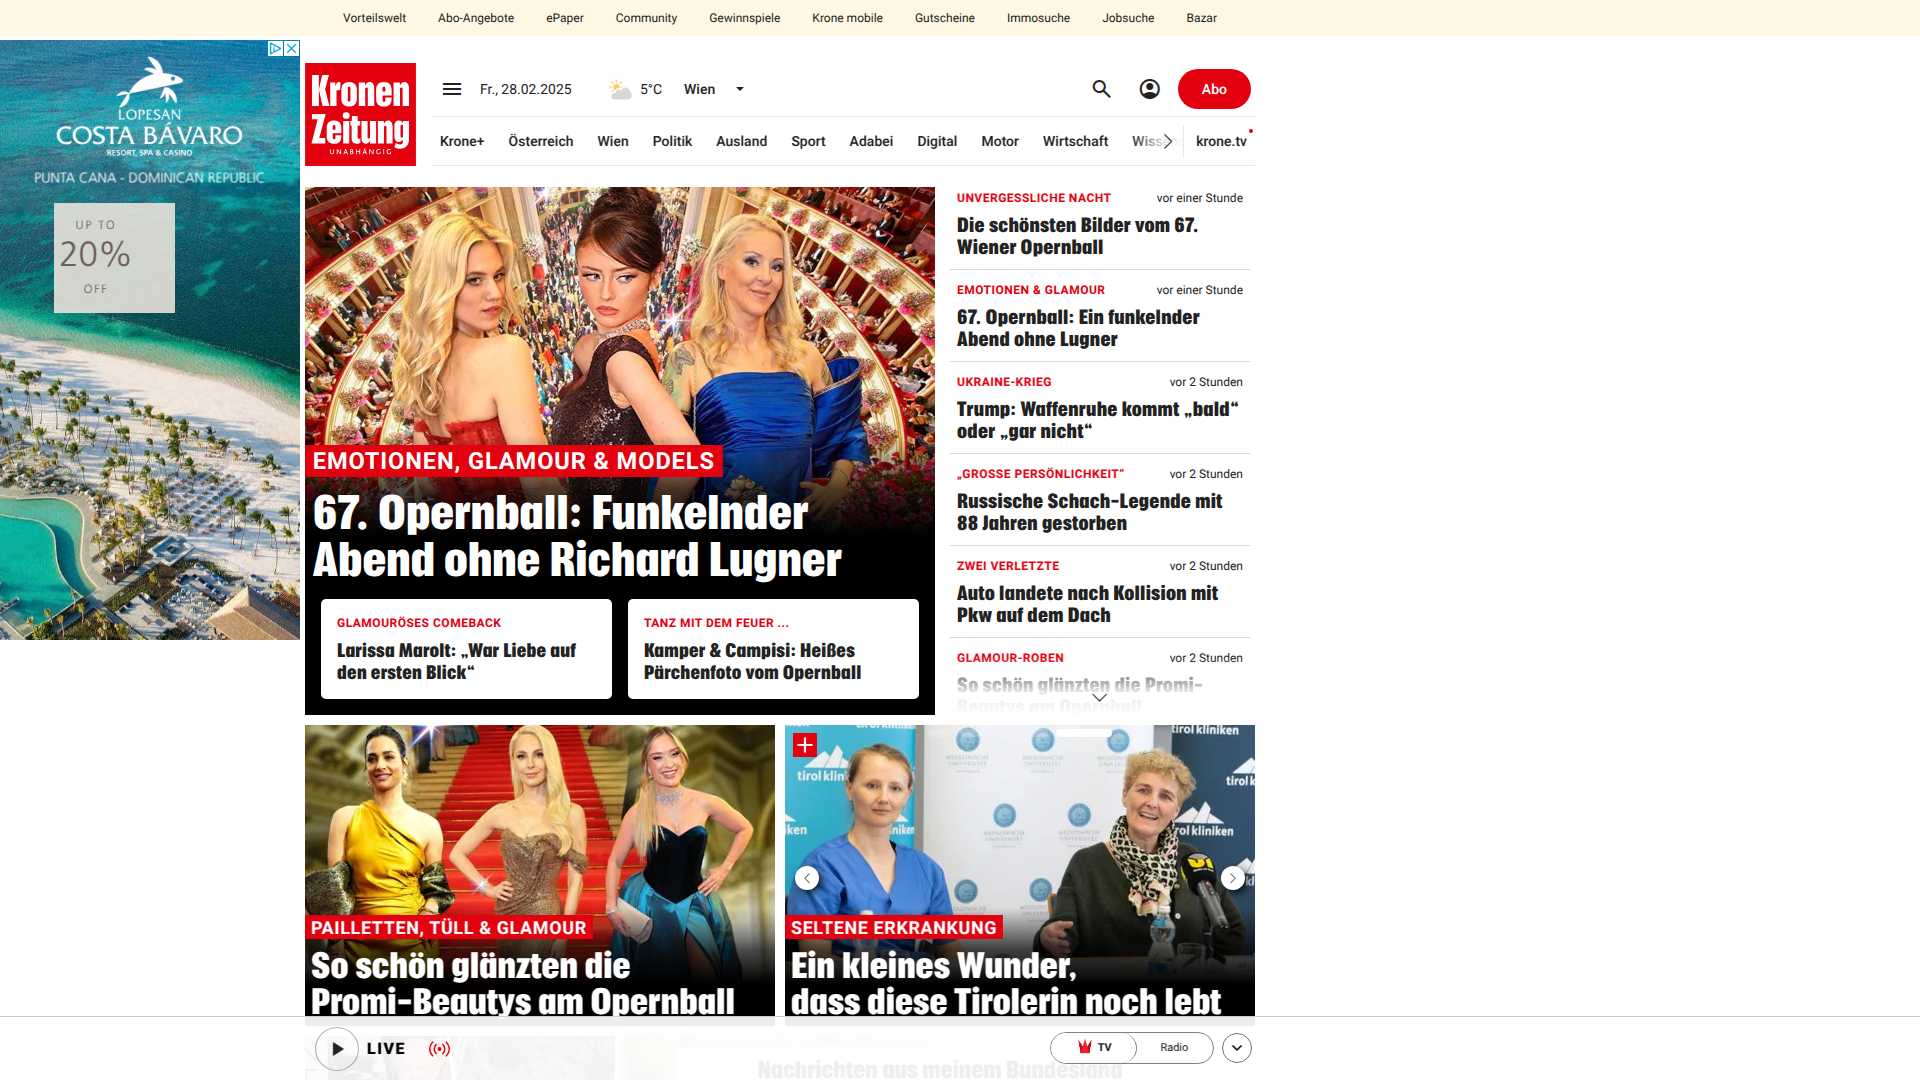 Vorteilswelt
Abo-Angebote
ePaper
Community
Gewinnspiele
Krone mobile
Gutscheine
Immosuche
Jobsuche
Bazar
LOPESAN
COSTA BÁVARO
RESORT, SPA & CASINO
PUNTA CANA - DOMINICAN REPUBLIC
UP TO
20%
OFF
Kronen
Zeitung
UNABHÄNGIG
Fr., 28.02.2025
5°C
Wien
Abo
Krone+
Österreich
Wien
Politik
Ausland
Sport
Adabei
Digital
Motor
Wirtschaft
krone.tv
EMOTIONEN, GLAMOUR & MODELS
67. Opernball: Funkelnder
Abend ohne Richard Lugner
GLAMOURÖSES COMEBACK
Larissa Marolt: „War Liebe auf
den ersten Blick“
TANZ MIT DEM FEUER ...
Kamper & Campisi: Heißes
Pärchenfoto vom Opernball
UNVERGESSLICHE NACHT
vor einer Stunde
Die schönsten Bilder vom 67.
Wiener Opernball
EMOTIONEN & GLAMOUR
vor einer Stunde
67. Opernball: Ein funkelnder
Abend ohne Lugner
UKRAINE-KRIEG
vor 2 Stunden
Trump: Waffenruhe kommt „bald“
oder „gar nicht“
„GROSSE PERSÖNLICHKEIT“
vor 2 Stunden
Russische Schach-Legende mit
88 Jahren gestorben
ZWEI VERLETZTE
vor 2 Stunden
Auto landete nach Kollision mit
Pkw auf dem Dach
GLAMOUR-ROBEN
vor 2 Stunden
So schön glänzten die Promi-
Beautys am Opernball
PAILLETTEN, TÜLL & GLAMOUR
So schön glänzten die
Promi-Beautys am Opernball
tirol kliniken
SELTENE ERKRANKUNG
Ein kleines Wunder,
dass diese Tirolerin noch lebt
LIVE
TV
Radio
Nachrichten aus meinem Bundesland